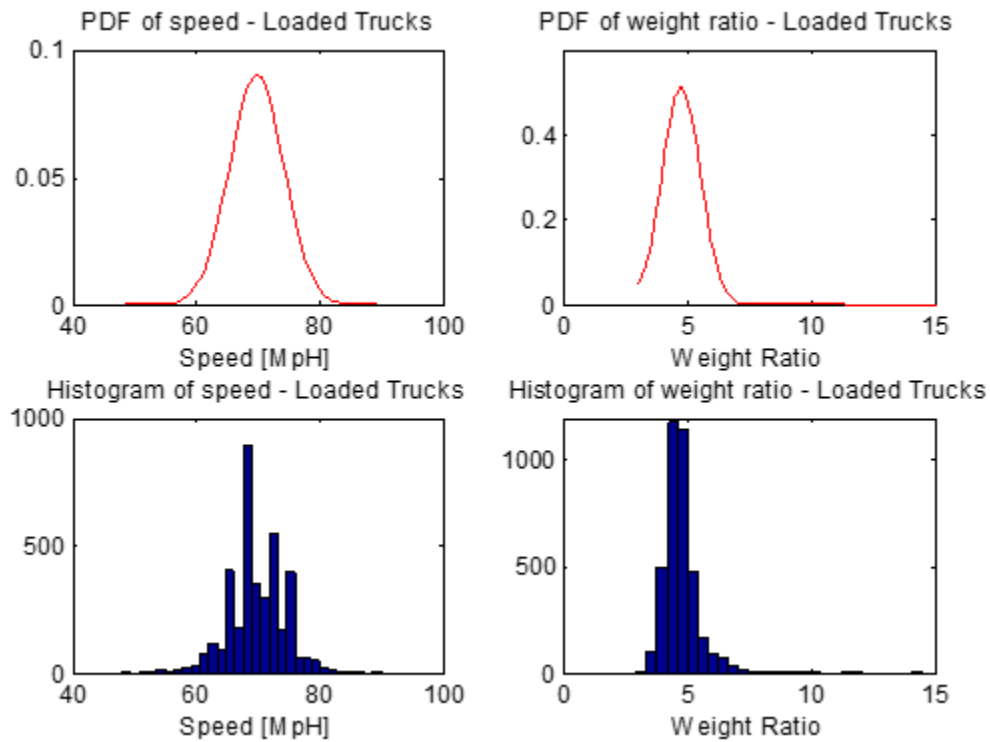 PDF of speed - Loaded Trucks
0.1
0.05
0
40 60 80 100
Speed [MpH]
PDF of weight ratio - Loaded Trucks
0.4
0.2
0
0 5 10 15
Weight Ratio
Histogram of speed - Loaded Trucks
1000
500
0
40 60 80 100
Speed [MpH]
Histogram of weight ratio - Loaded Trucks
1000
500
0
0 5 10 15
Weight Ratio